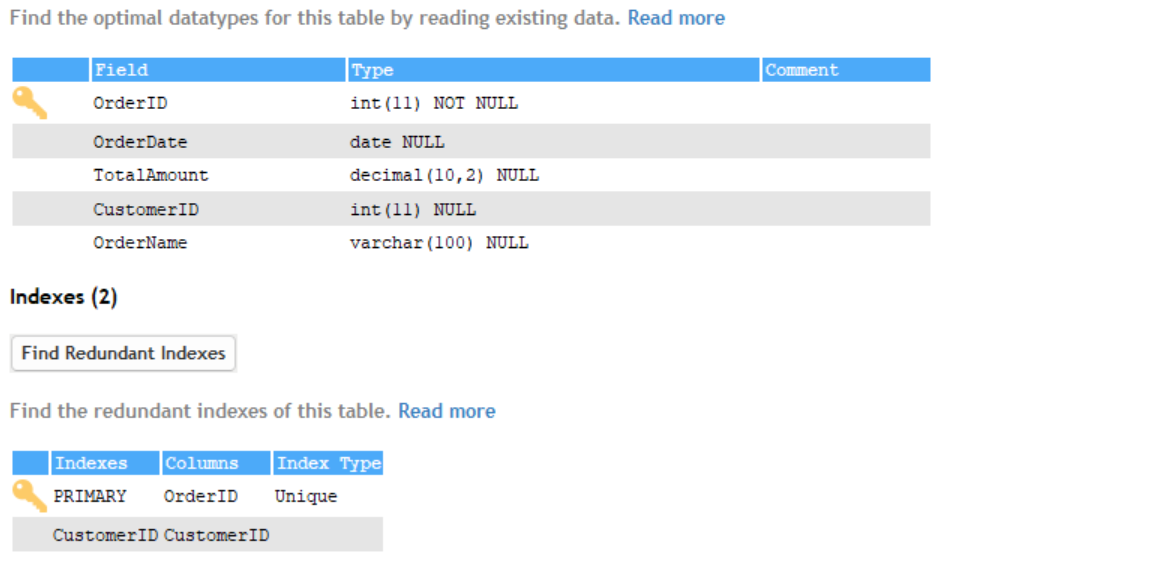 Find the optimal datatypes for this table by reading existing data. Read more
Field Type Comment
OrderID int(11) NOT NULL
OrderDate date NULL
TotalAmount decimal(10,2) NULL
CustomerID int(11) NULL
OrderName varchar(100) NULL
Indexes (2)
Find Redundant Indexes
Find the redundant indexes of this table. Read more
Indexes Columns Index Type
PRIMARY OrderID Unique
CustomerID CustomerID